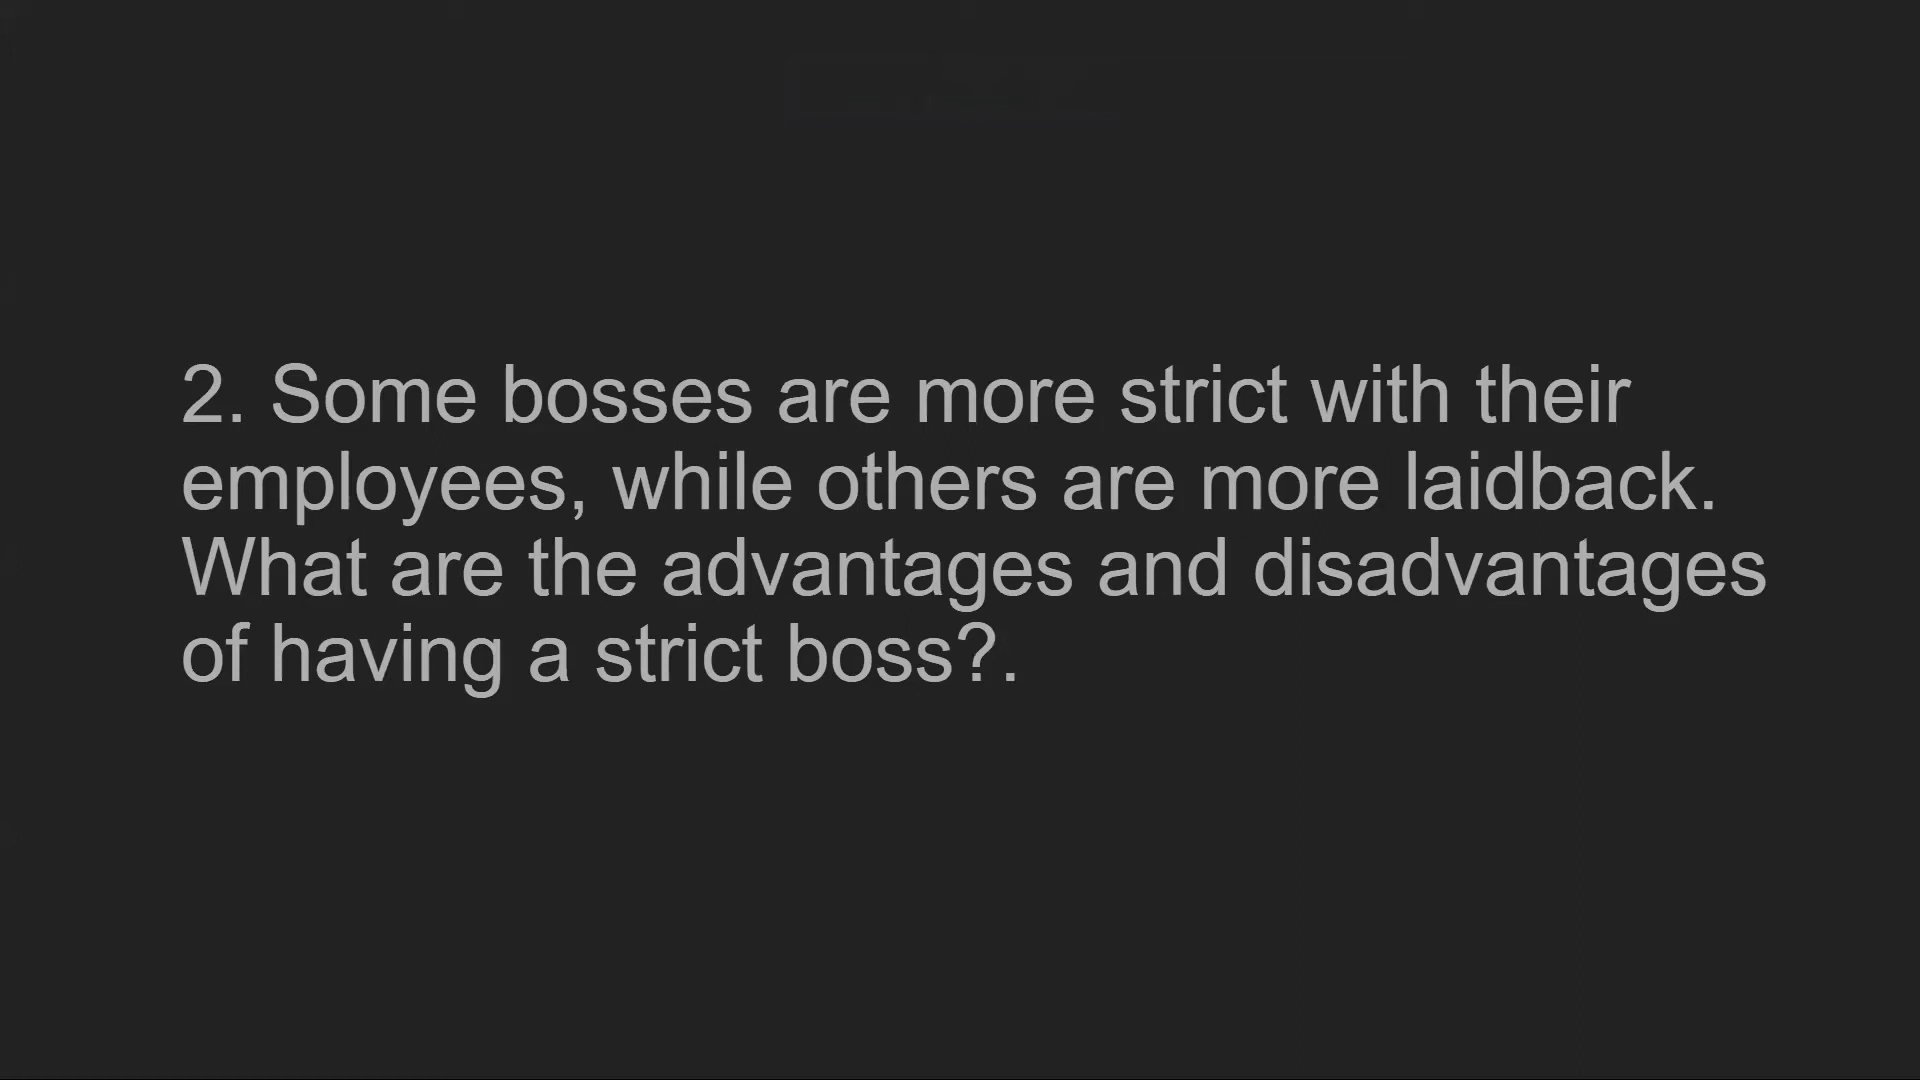 2. Some bosses are more strict with their
employees, while others are more laidback.
What are the advantages and disadvantages
of having a strict boss?.